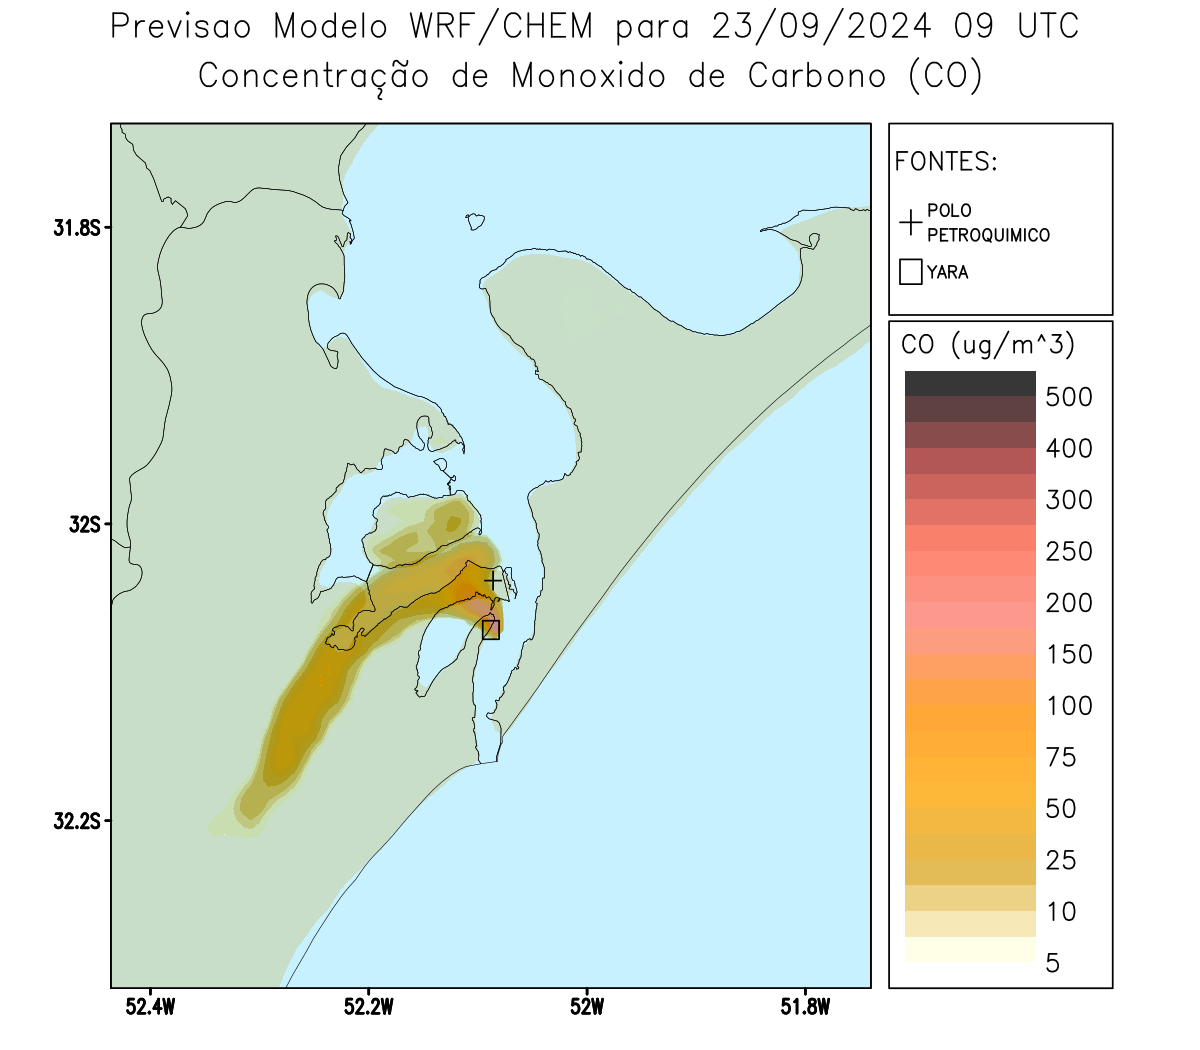 Previsao Modelo WRF/CHEM para 23/09/2024 09 UTC
Concentração de Monoxido de Carbono (CO)
FONTES:
POLO
PETROQUIMICO
YARA
CO (ug/m^3)
500
400
300
250
200
150
100
75
50
25
10
5
31.8S
32S
32.2S
52.4W
52.2W
52W
51.8W